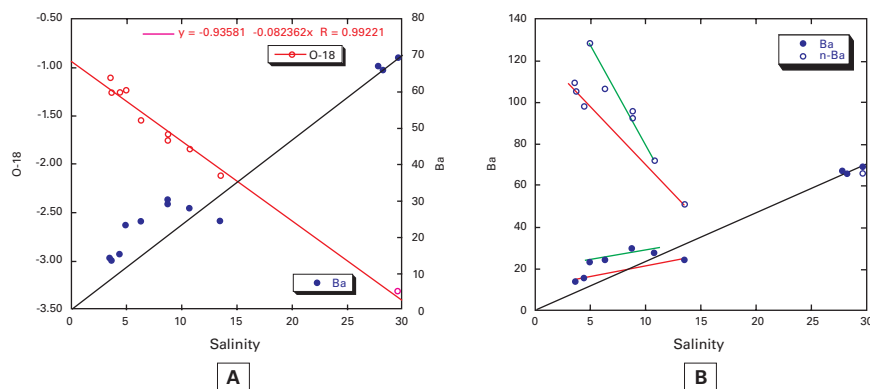 y = -0.93581 -0.082362x R = 0.99221
O-18
Ba
-0.50
-1.00
-1.50
-2.00
-2.50
-3.00
-3.50
O-18
80
70
60
50
40
30
20
10
0
Ba
0 5 10 15 20 25 30
Salinity
A
Ba
n-Ba
140
120
100
80
60
40
20
0
Ba
0 5 10 15 20 25 30
Salinity
B